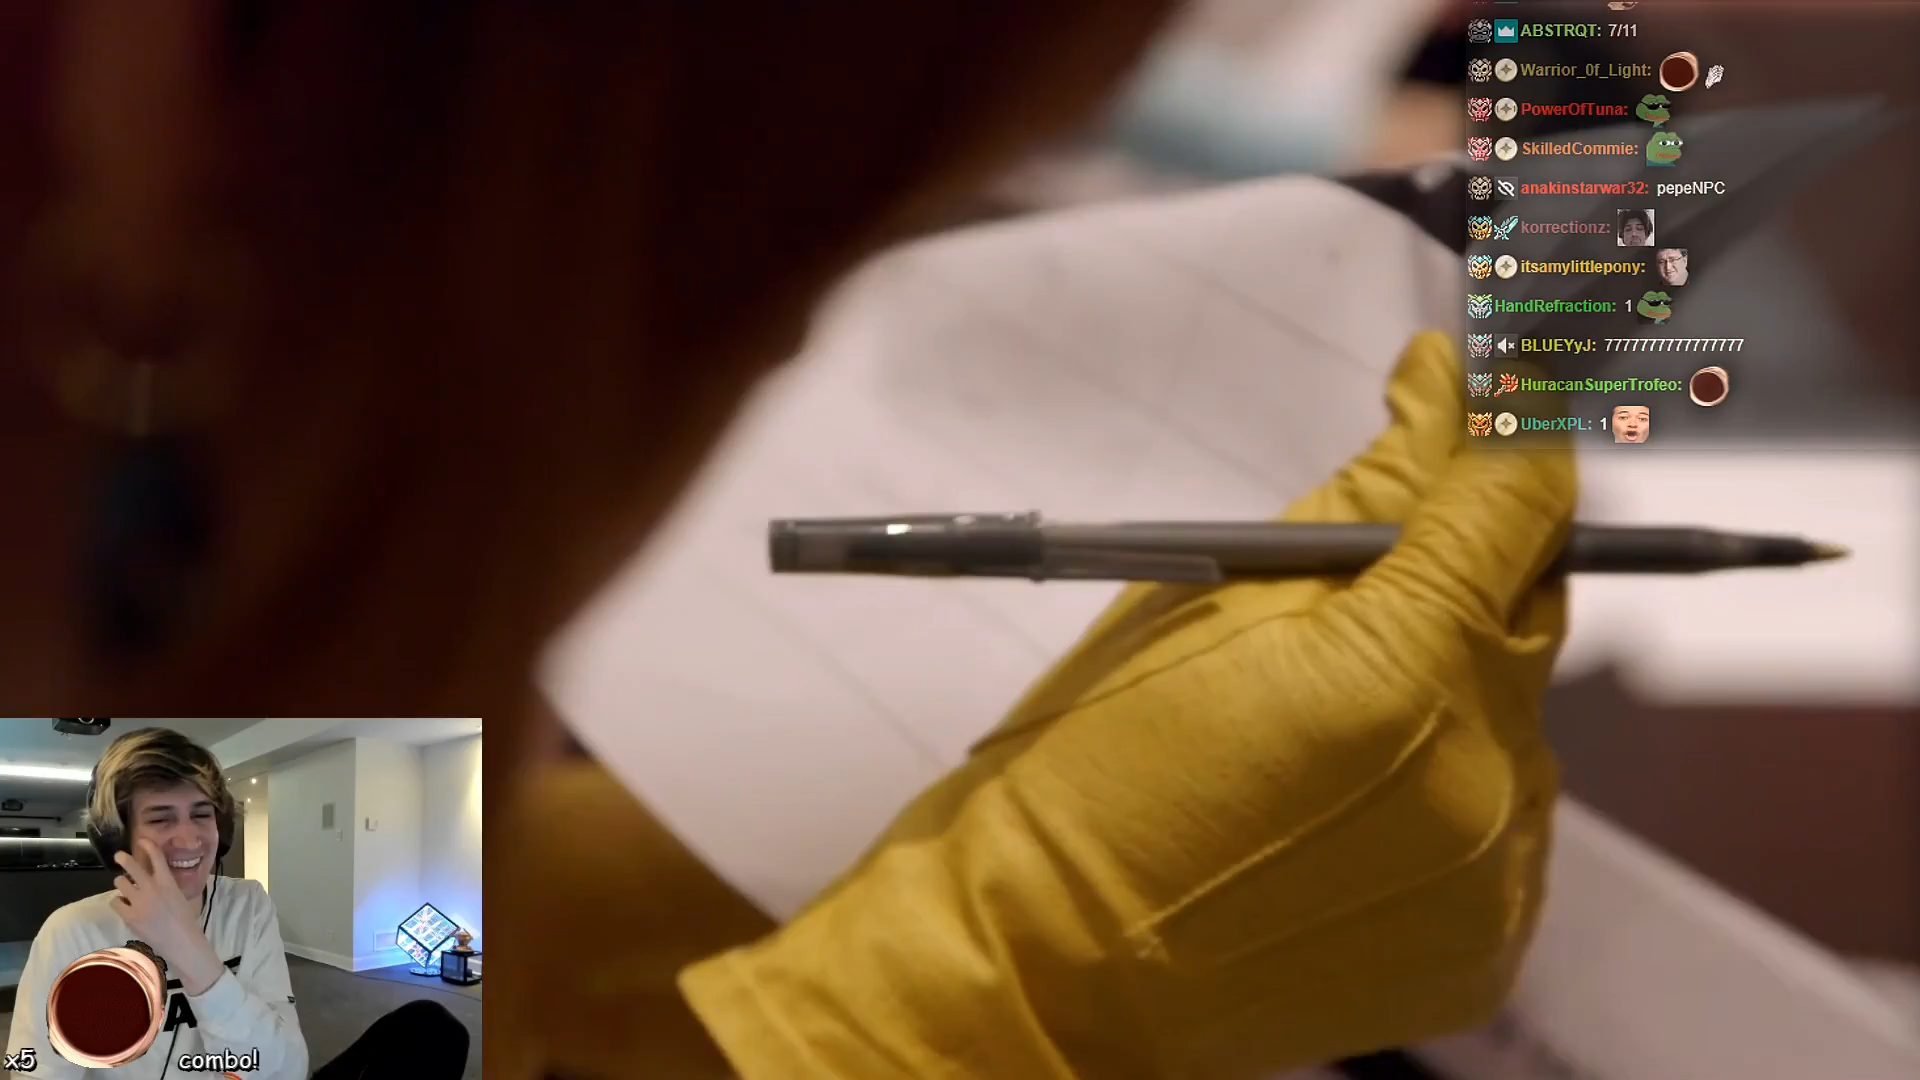 ABSTRQT: 7/11
Warrior_0f_Light:
PowerOfTuna:
SkilledCommie:
anakinstarwar32: pepeNPC
korrectionz:
itsamylittlepony:
HandRefraction: 1
BLUEYyJ: 7777777777777777
HuracanSuperTrofeo:
UberXPL: 1
x5 combo!